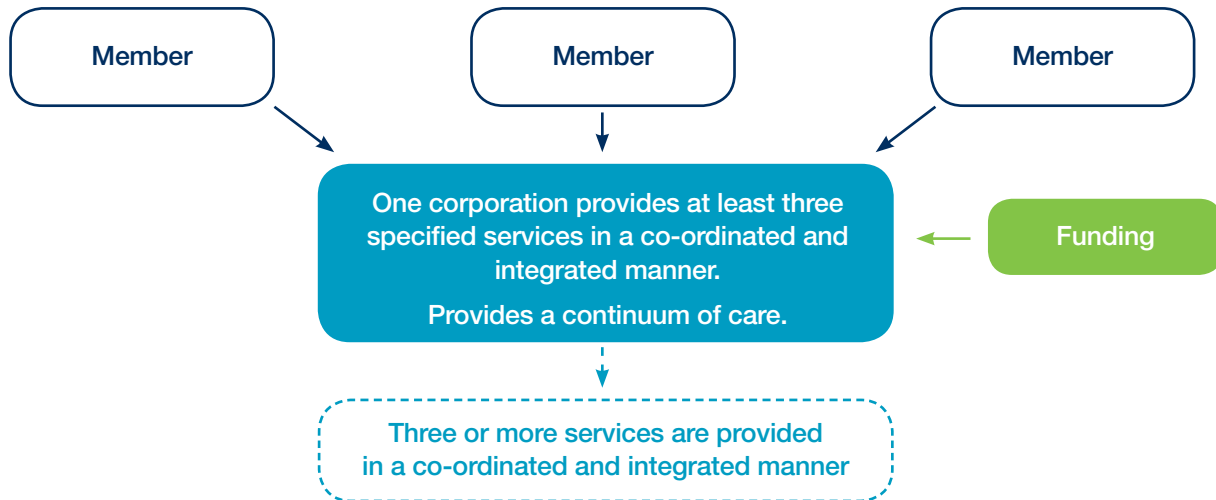 Member
Member
Member
One corporation provides at least three
specified services in a co-ordinated and
integrated manner.
Provides a continuum of care.
Funding
Three or more services are provided
in a co-ordinated and integrated manner